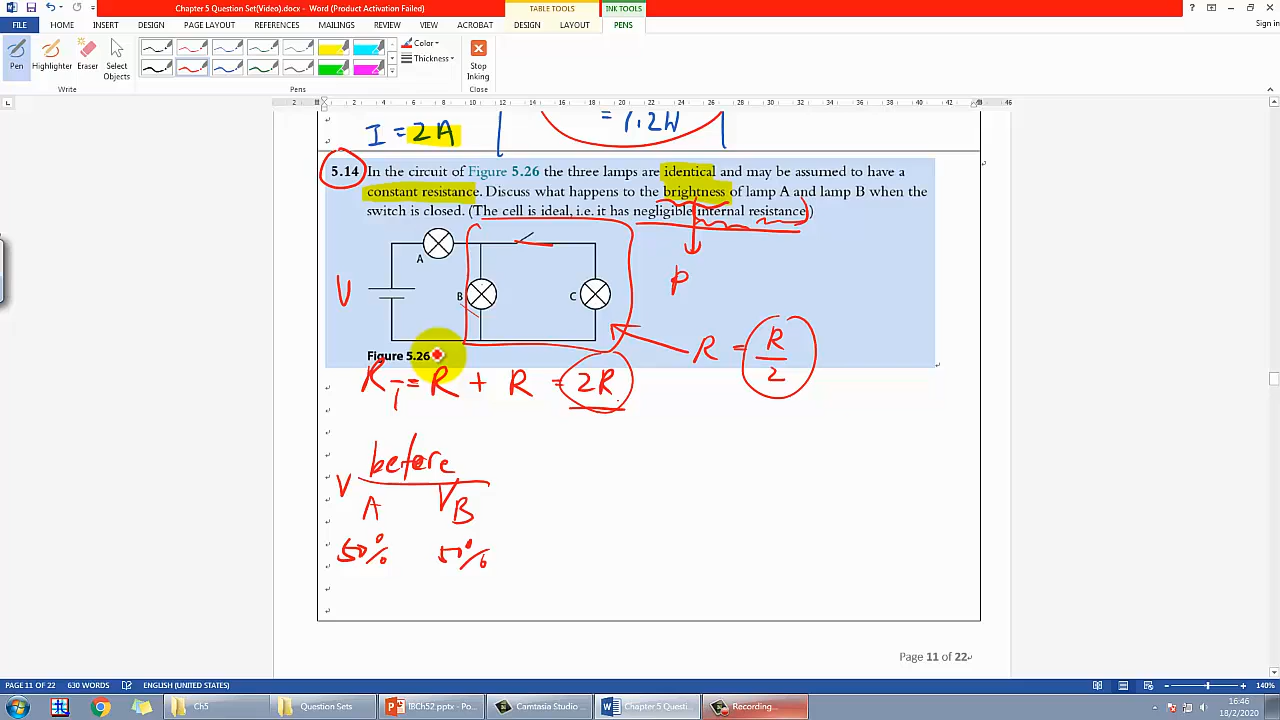 Chapter 5 Question Set(Video).docx - Word (Product Activation Failed)
TABLE TOOLS
INK TOOLS
FILE HOME INSERT DESIGN PAGE LAYOUT REFERENCES MAILINGS REVIEW VIEW ACROBAT DESIGN LAYOUT PENS
Sign in
Pen Highlighter Eraser Select Objects
Color
Thickness
Stop Inking
Write Pens Close
I = 2A
= 7.2W
5.14 In the circuit of Figure 5.26 the three lamps are identical and may be assumed to have a
constant resistance. Discuss what happens to the brightness of lamp A and lamp B when the
switch is closed. (The cell is ideal, i.e. it has negligible internal resistance.)
A
V
B C
P
Figure 5.26
R = R/2
R_T = R + R = 2R
before
V_A V_B
50% 50%
Page 11 of 22
PAGE 11 OF 22 630 WORDS ENGLISH (UNITED STATES) 140%
Ch5 Question Sets IBCh52.pptx - Pow... Camtasia Studio ... Chapter 5 Questi... Recording...
16:46
18/2/2020